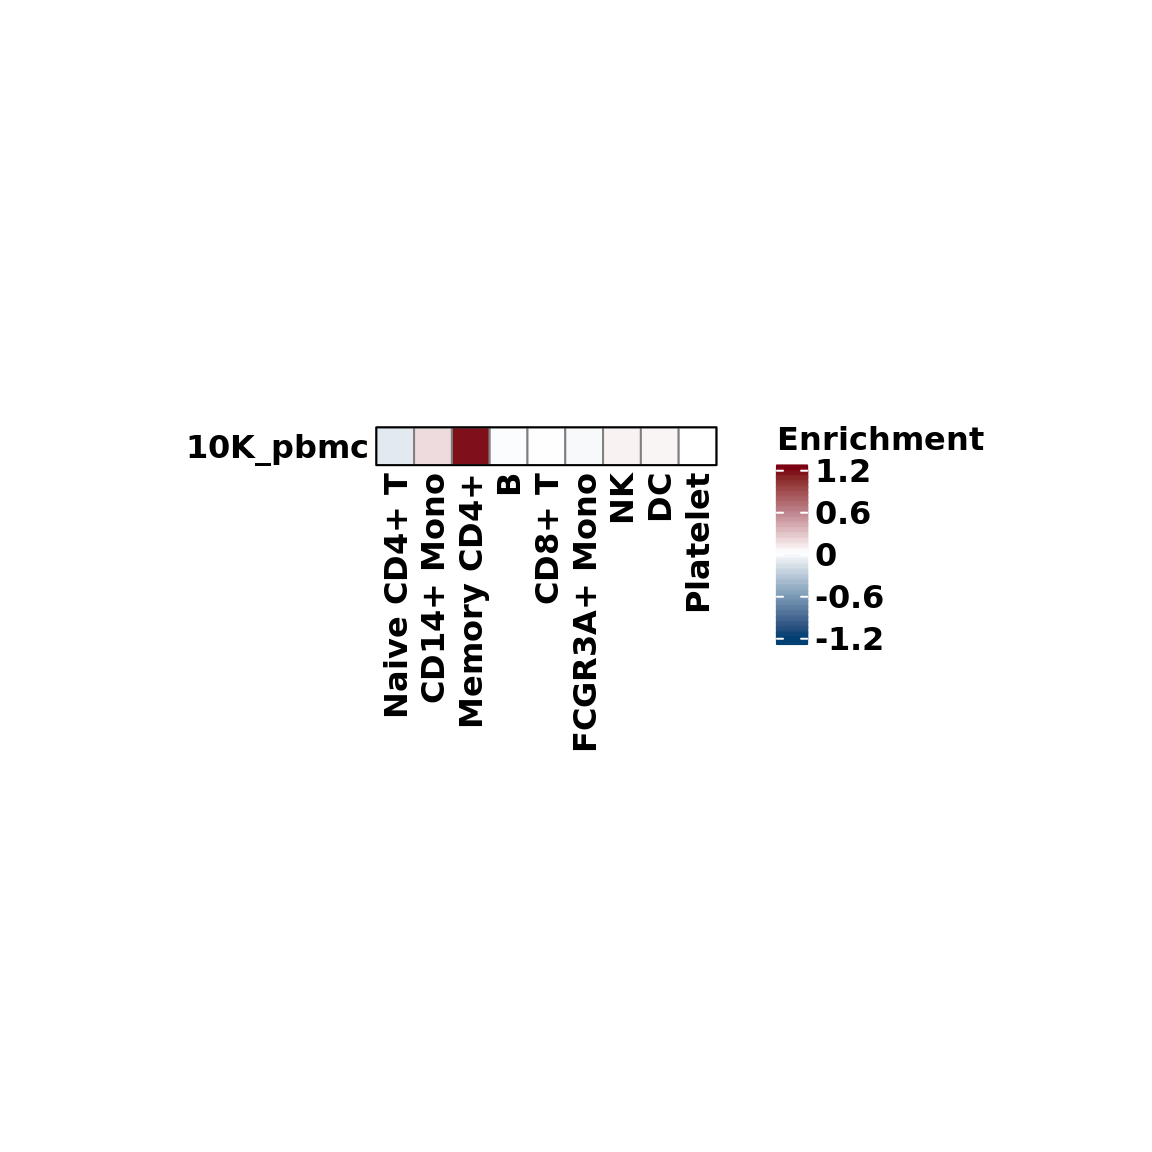 10K_pbmc
Naive CD4+ T
CD14+ Mono
Memory CD4+
B
CD8+ T
FCGR3A+ Mono
NK
DC
Platelet
Enrichment
1.2
0.6
0
-0.6
-1.2